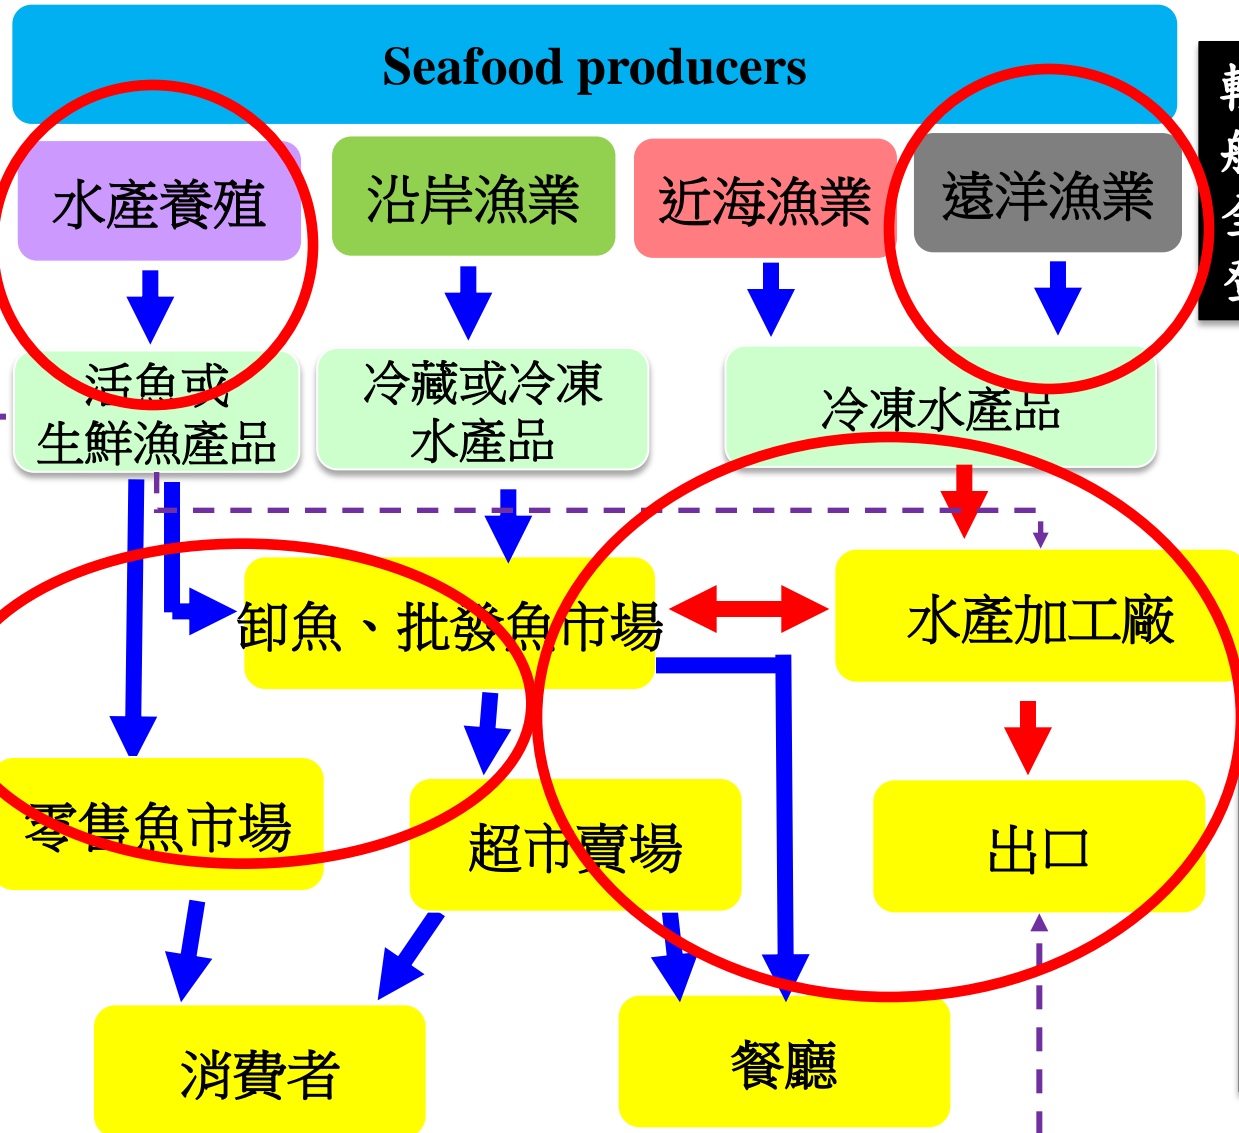 Seafood producers
水產養殖
沿岸漁業
近海漁業
遠洋漁業
活魚或
生鮮漁產品
冷藏或冷凍
水產品
冷凍水產品
卸魚、批發魚市場
水產加工廠
零售魚市場
超市賣場
出口
消費者
餐廳